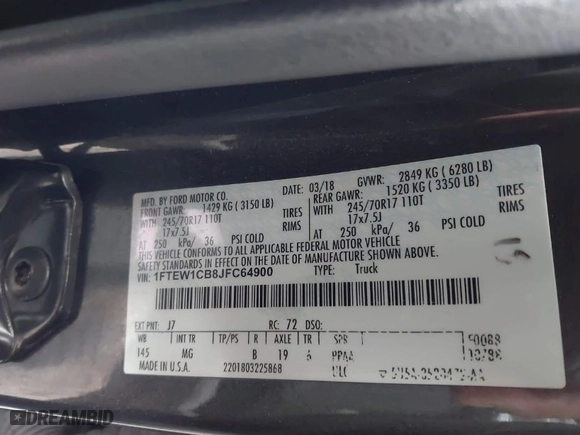 MFD. BY FORD MOTOR CO.
DATE: 03/18 GVWR: 2849 KG ( 6280 LB)
FRONT GAWR: 1429 KG ( 3150 LB) REAR GAWR: 1520 KG ( 3350 LB)
WITH 245/70R17 110T TIRES WITH 245/70R17 110T TIRES
17x7.5J RIMS 17x7.5J RIMS
AT 250 kPa/ 36 PSI COLD AT 250 kPa/ 36 PSI COLD
THIS VEHICLE CONFORMS TO ALL APPLICABLE FEDERAL MOTOR VEHICLE
SAFETY STANDARDS IN EFFECT ON THE DATE OF MANUFACTURE SHOWN ABOVE.
VIN: 1FTEW1CB8JFC64900 TYPE: Truck
EXT PNT: J7 RC: 72 DSO:
WB INT TR TP/PS R AXLE TR SPR
145 MG B 19 6 PPAA
MADE IN U.S.A. 2201803225868 ULC
DREAMBID